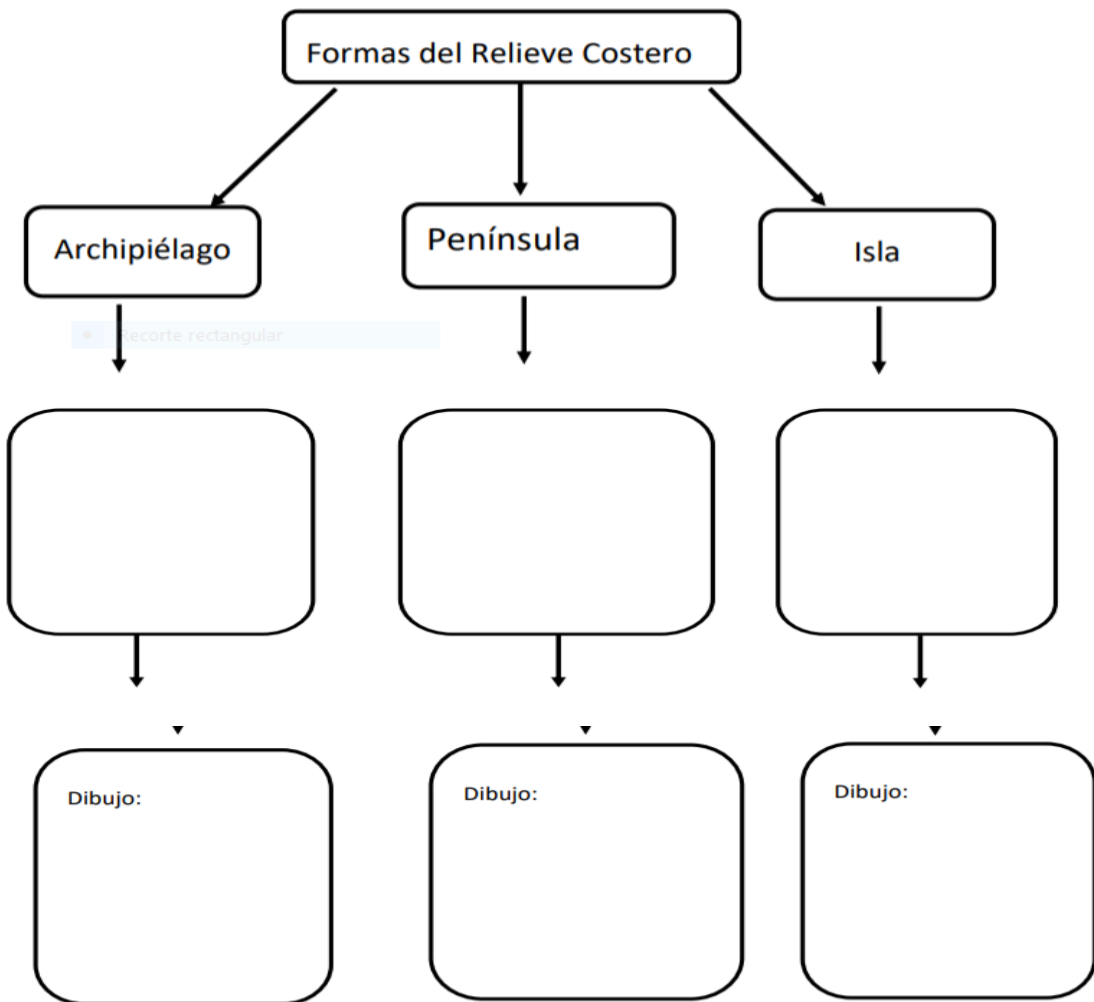 Formas del Relieve Costero
Archipiélago
Península
Isla
Recorte rectangular
Dibujo:
Dibujo:
Dibujo: